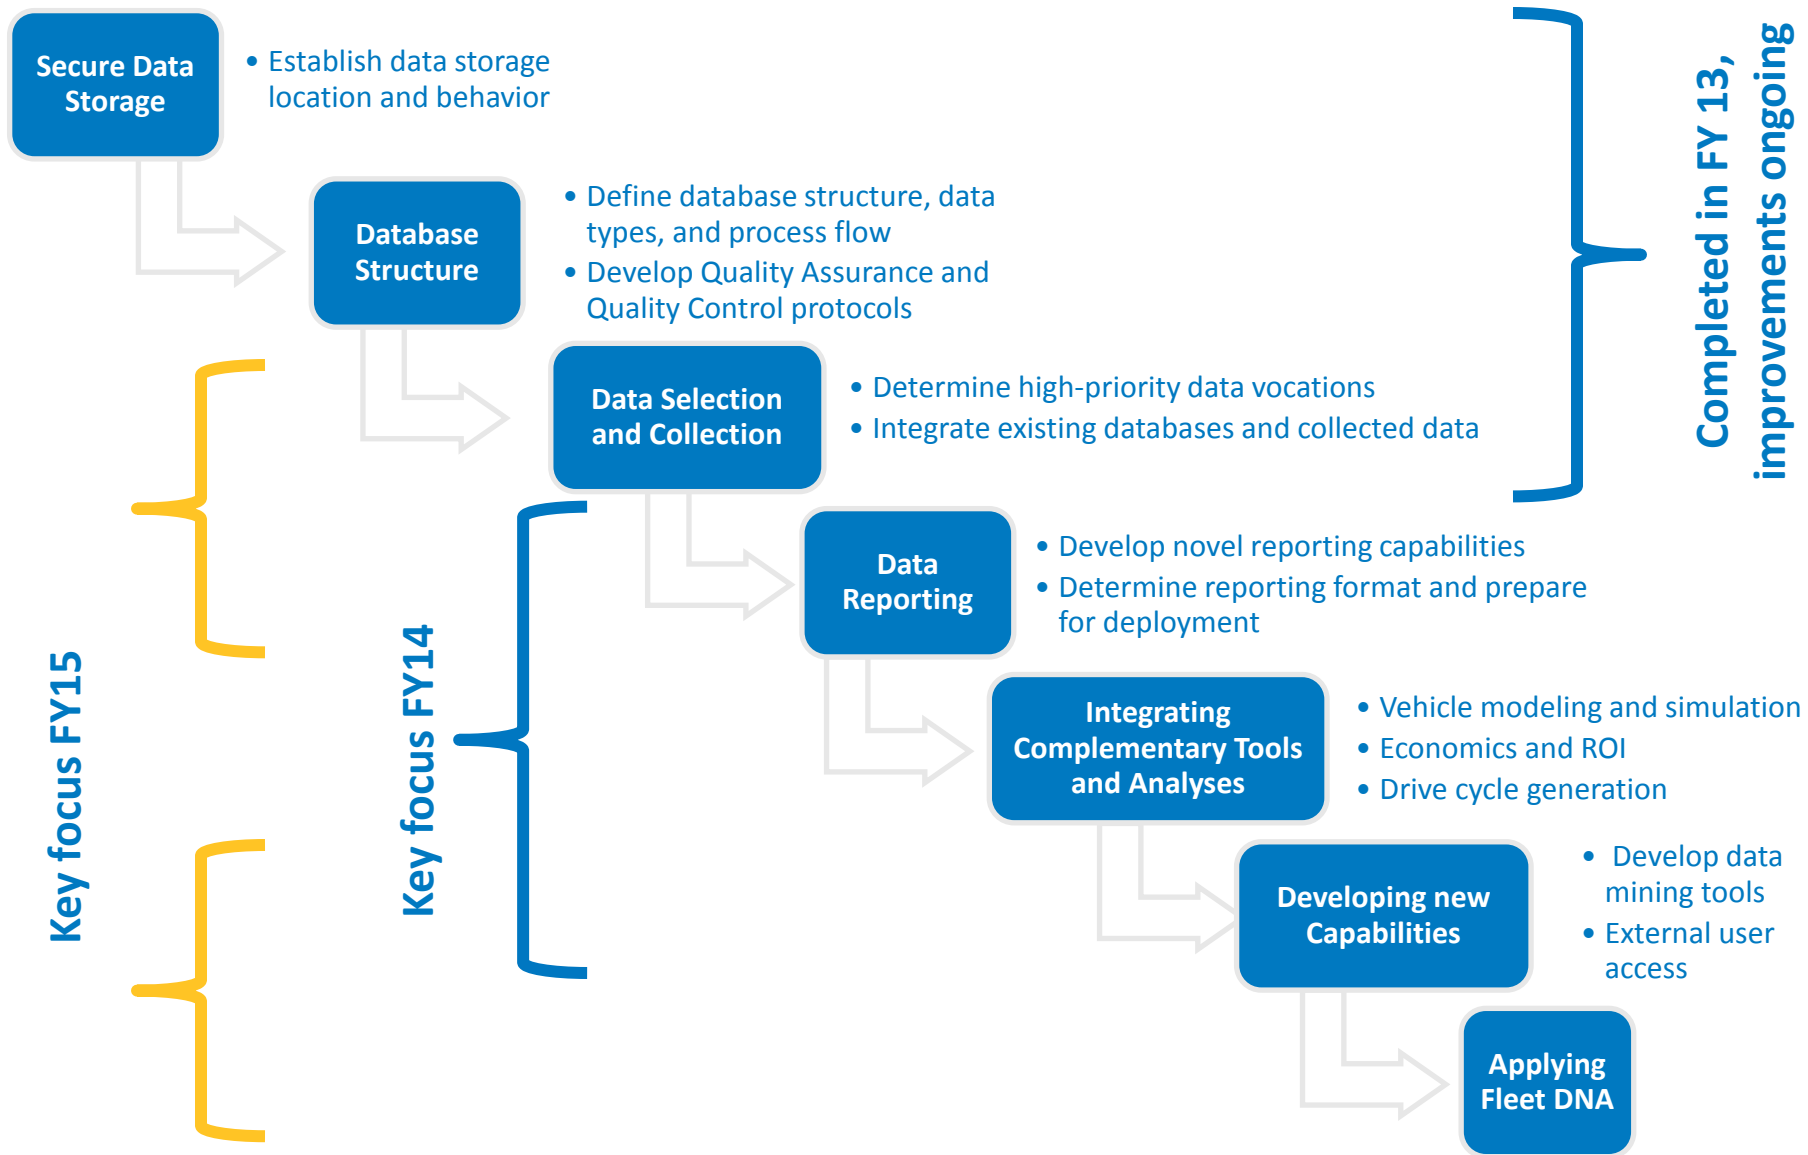 Secure Data
Storage
• Establish data storage
location and behavior
Database
Structure
• Define database structure, data
types, and process flow
• Develop Quality Assurance and
Quality Control protocols
Data Selection
and Collection
• Determine high-priority data vocations
• Integrate existing databases and collected data
Completed in FY 13,
improvements ongoing
Data
Reporting
• Develop novel reporting capabilities
• Determine reporting format and prepare
for deployment
Key focus FY15
Key focus FY14
Integrating
Complementary Tools
and Analyses
• Vehicle modeling and simulation
• Economics and ROI
• Drive cycle generation
Developing new
Capabilities
• Develop data
mining tools
• External user
access
Applying
Fleet DNA